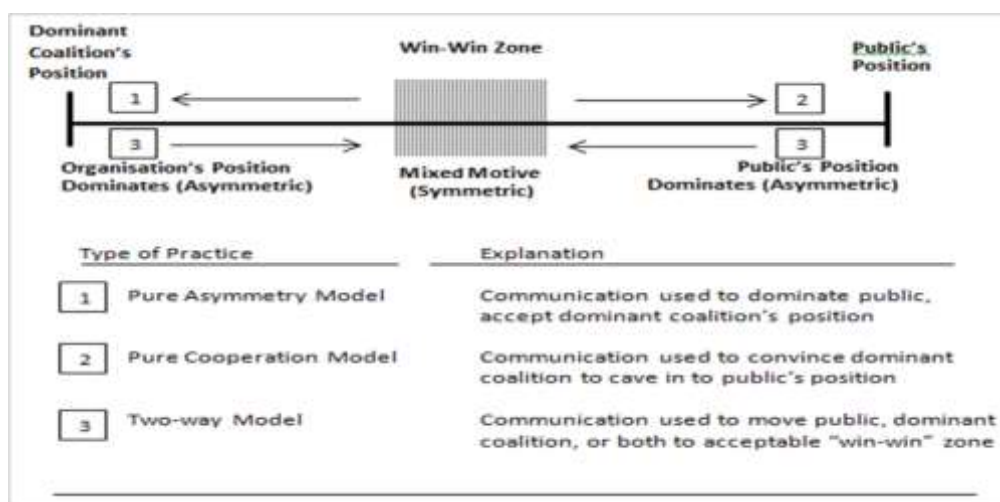 Dominant
Coalition's
Position
Win-Win Zone
Public's
Position
1
2
3
3
Organisation's Position
Dominates (Asymmetric)
Mixed Motive
(Symmetric)
Public's Position
Dominates (Asymmetric)
Type of Practice
Explanation
1
Pure Asymmetry Model
Communication used to dominate public,
accept dominant coalition's position
2
Pure Cooperation Model
Communication used to convince dominant
coalition to cave in to public's position
3
Two-way Model
Communication used to move public, dominant
coalition, or both to acceptable "win-win" zone